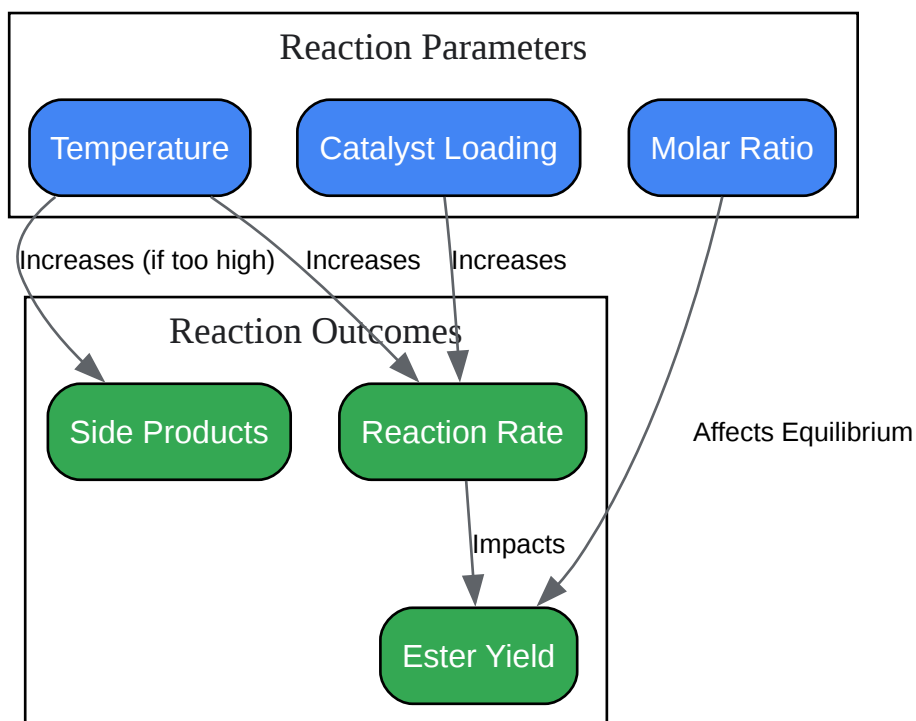 Reaction Parameters
Temperature
Catalyst Loading
Molar Ratio
Increases (if too high)
Increases
Increases
Reaction Outcomes
Side Products
Reaction Rate
Affects Equilibrium
Impacts
Ester Yield